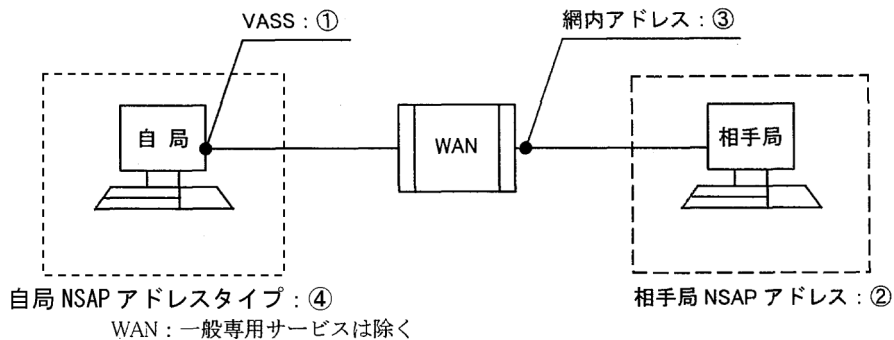 VASS：①
網内アドレス：③
自 局
WAN
相手局
自局 NSAP アドレスタイプ：④
相手局 NSAP アドレス：②
WAN：一般専用サービスは除く